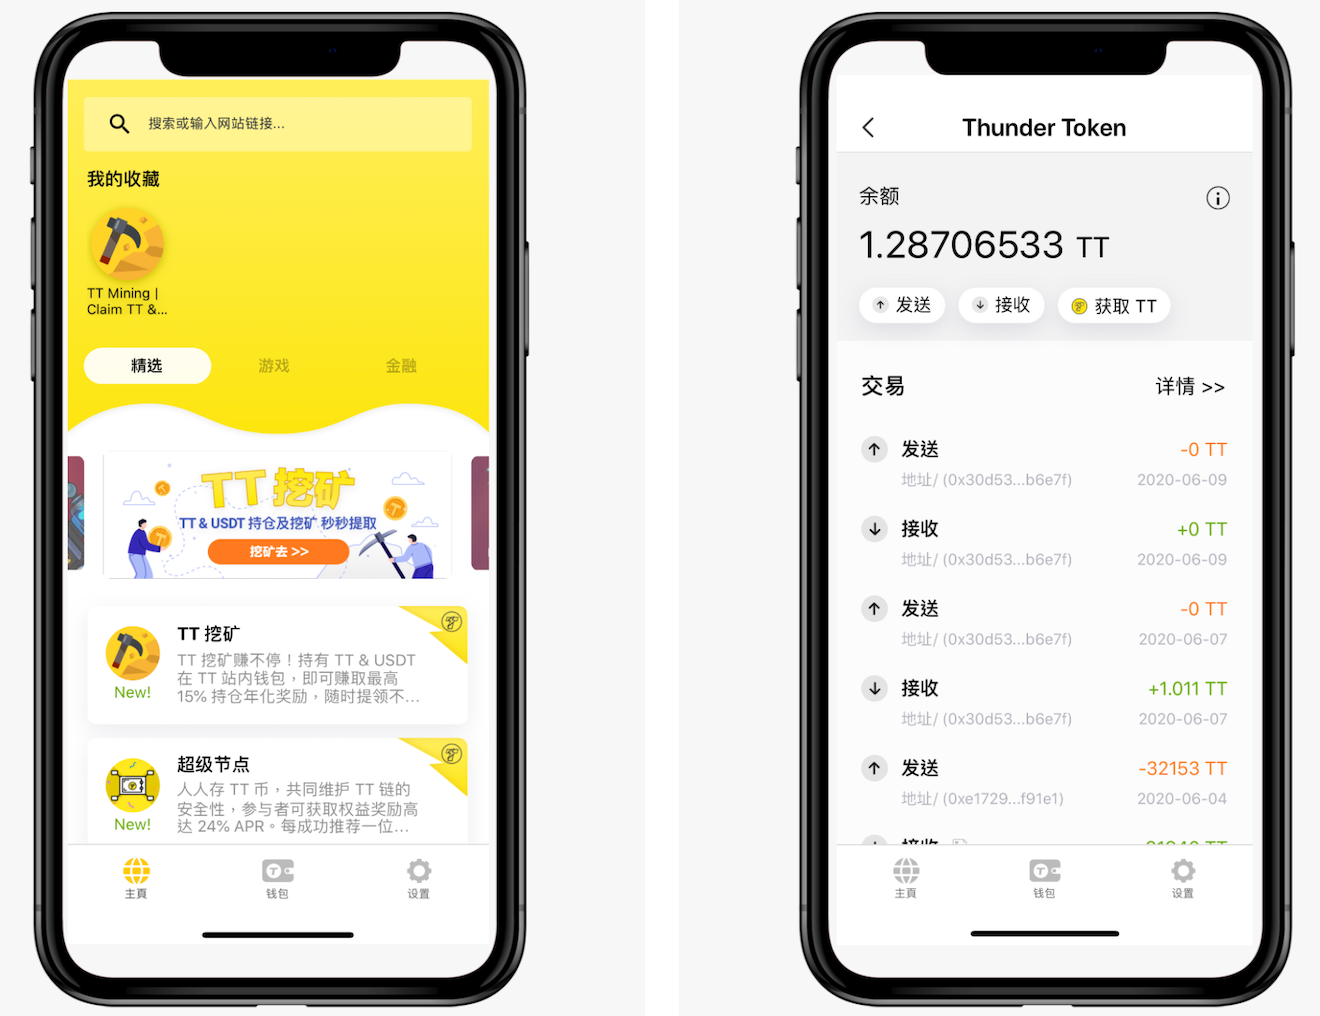 搜索或输入网站链接...
我的收藏
TT Mining |
Claim TT &...
精选
游戏
金融
TT 挖矿
TT & USDT 持仓及挖矿 秒秒提取
挖矿去 >>
TT 挖矿
TT 挖矿赚不停！持有 TT & USDT
在 TT 站内钱包，即可赚取最高
15% 持仓年化奖励，随时提领不...
New!
超级节点
人人存 TT 币，共同维护 TT 链的
安全性，参与者可获取权益奖励高
达 24% APR。每成功推荐一位...
New!
主頁
钱包
设置
Thunder Token
余额
1.28706533 TT
发送
接收
获取 TT
交易
详情 >>
发送
-0 TT
地址/ (0x30d53...b6e7f)
2020-06-09
接收
+0 TT
地址/ (0x30d53...b6e7f)
2020-06-09
发送
-0 TT
地址/ (0x30d53...b6e7f)
2020-06-07
接收
+1.011 TT
地址/ (0x30d53...b6e7f)
2020-06-07
发送
-32153 TT
地址/ (0xe1729...f91e1)
2020-06-04
接收
主頁
钱包
设置